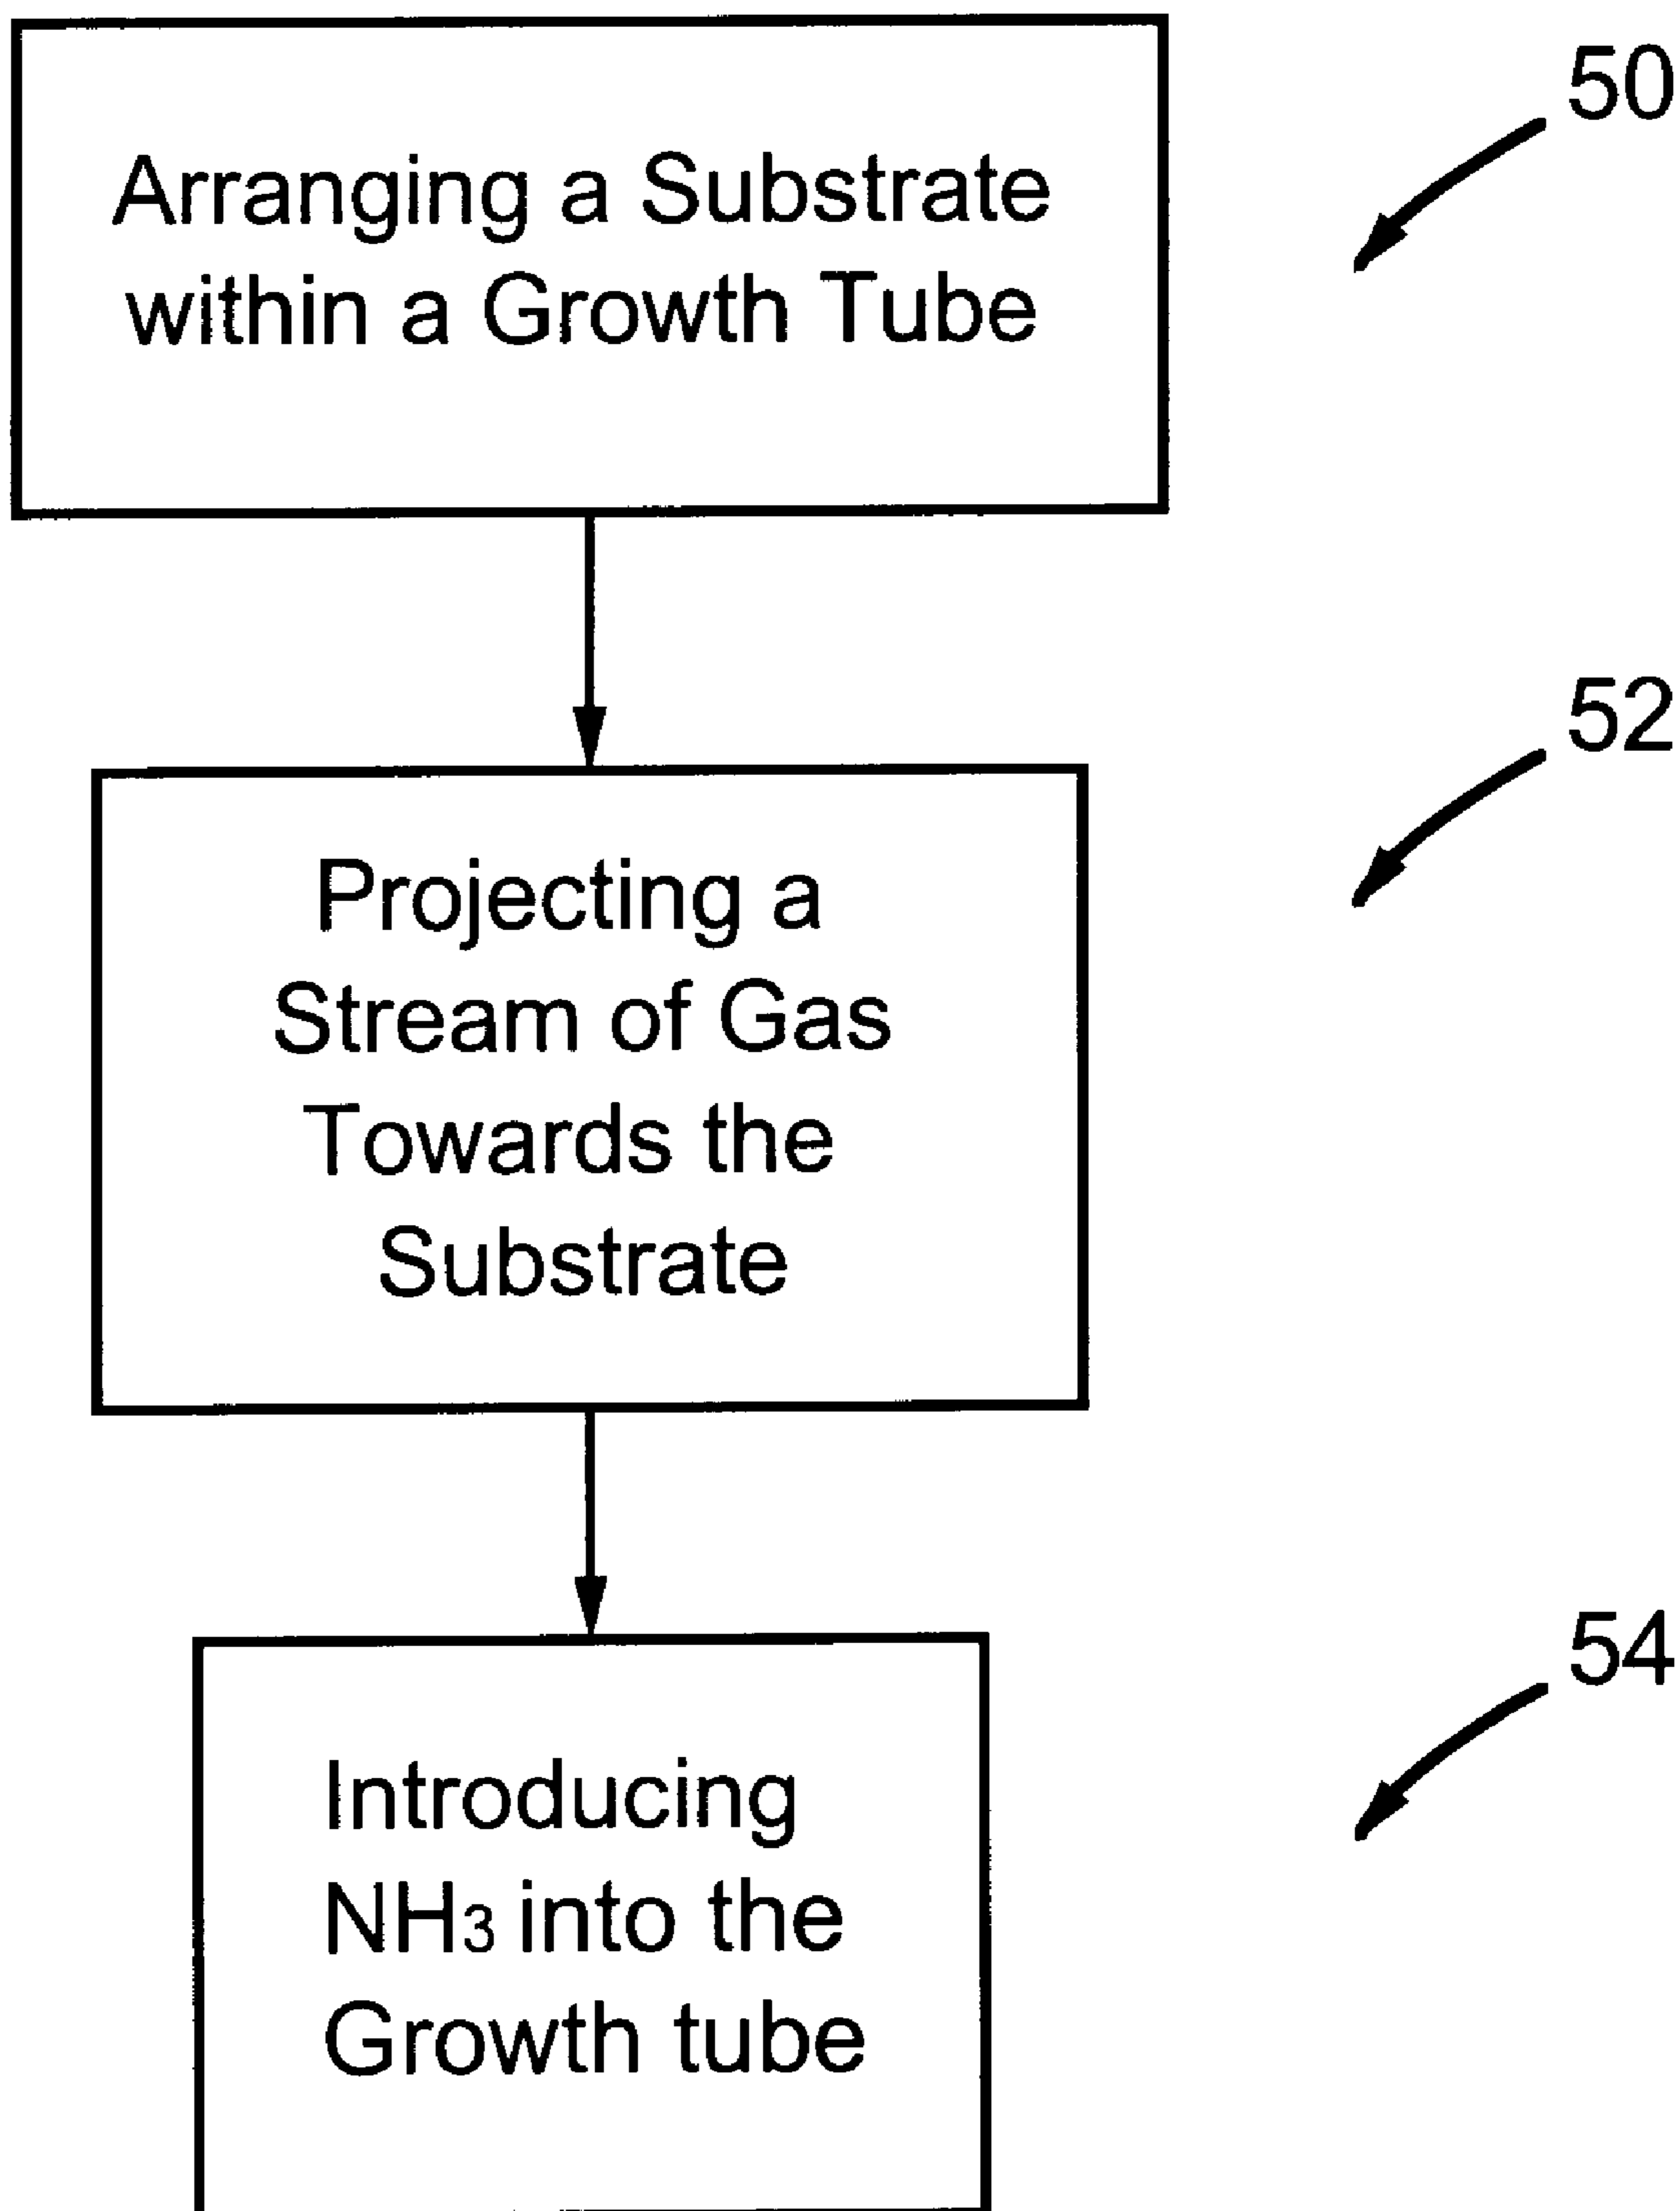 50
Arranging a Substrate
within a Growth Tube
52
Projecting a
Stream of Gas
Towards the
Substrate
54
Introducing
NH3 into the
Growth tube